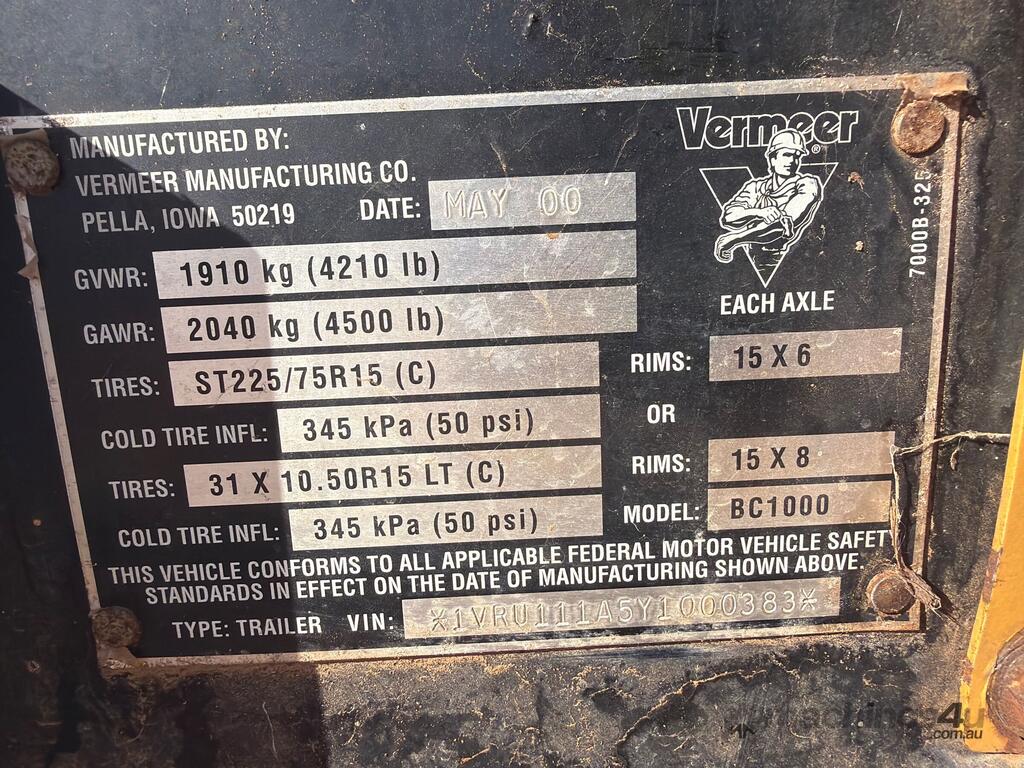 Vermeer®
MANUFACTURED BY:
VERMEER MANUFACTURING CO.
PELLA, IOWA 50219 DATE: MAY 00
GVWR: 1910 kg (4210 lb)
GAWR: 2040 kg (4500 lb)
EACH AXLE
7000B-325
TIRES: ST225/75R15 (C) RIMS: 15 X 6
COLD TIRE INFL: 345 kPa (50 psi) OR
TIRES: 31 X 10.50R15 LT (C) RIMS: 15 X 8
COLD TIRE INFL: 345 kPa (50 psi) MODEL: BC1000
THIS VEHICLE CONFORMS TO ALL APPLICABLE FEDERAL MOTOR VEHICLE SAFETY
STANDARDS IN EFFECT ON THE DATE OF MANUFACTURING SHOWN ABOVE.
TYPE: TRAILER VIN: *1VRU111A5Y1000383*
machines4u
.com.au